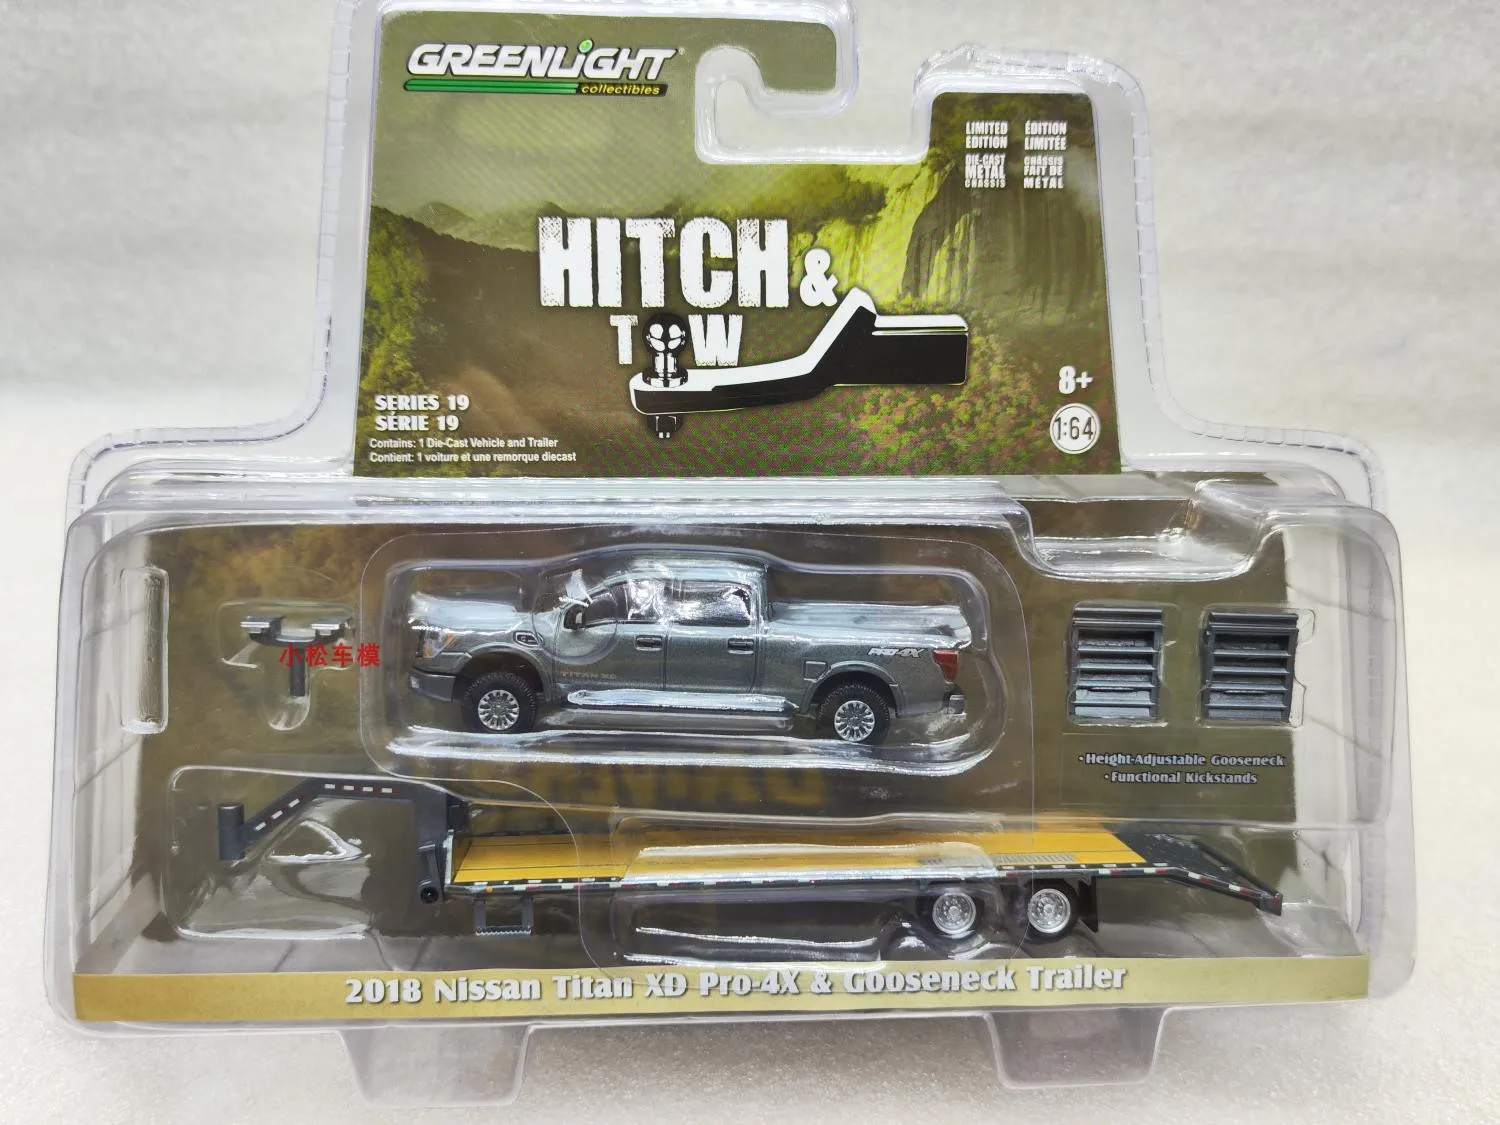 GREENLiGHT
collectibles
LIMITED EDITION
ÉDITION LIMITÉE
DIE-CAST METAL CHASSIS
CHÂSSIS FAIT DE MÉTAL
HITCH &
TOW
8+
1:64
SERIES 19
SÉRIE 19
Contains: 1 Die-Cast Vehicle and Trailer
Contient: 1 voiture et une remorque diecast
小松车模
TITAN XD
PRO-4X
•Height-Adjustable Gooseneck
•Functional Kickstands
2018 Nissan Titan XD Pro-4X & Gooseneck Trailer